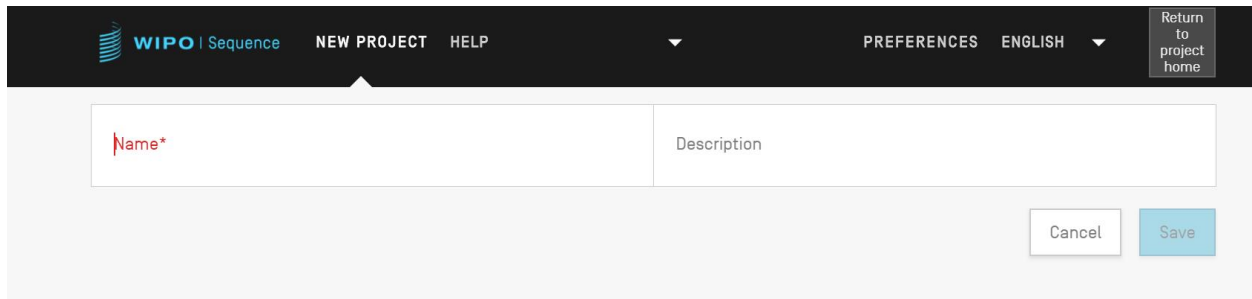 WIPO | Sequence NEW PROJECT HELP PREFERENCES ENGLISH
Return
to
project
home
Name* Description
Cancel Save